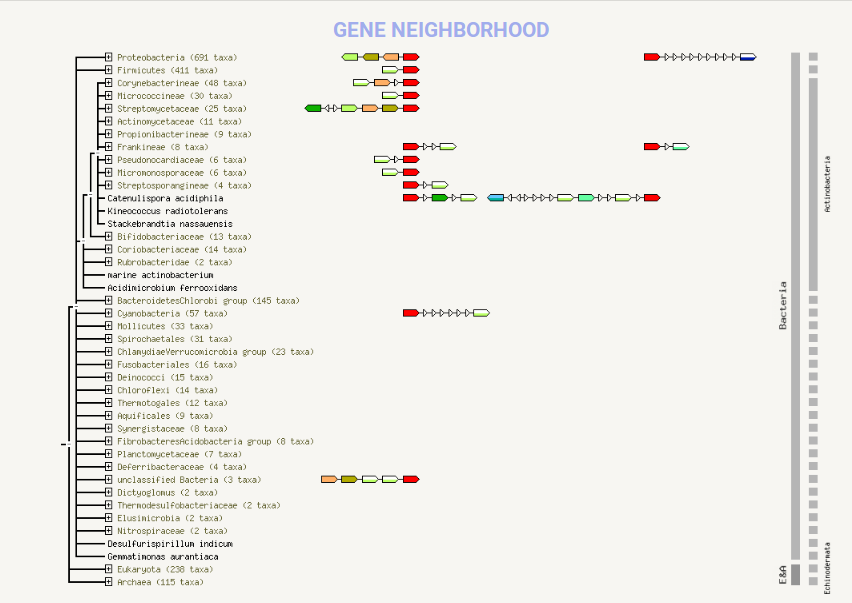 GENE NEIGHBORHOOD
Proteobacteria (691 taxa)
Firmicutes (411 taxa)
Corynebacterineae (48 taxa)
Micrococcineae (30 taxa)
Streptomycetaceae (25 taxa)
Actinomycetaceae (11 taxa)
Propionibacterineae (9 taxa)
Frankineae (8 taxa)
Pseudonocardiaceae (6 taxa)
Micromonosporaceae (6 taxa)
Streptosporangineae (4 taxa)
Catenulispora acidiphila
Kineococcus radiotolerans
Stackebrandtia nassauensis
Bifidobacteriaceae (13 taxa)
Coriobacteriaceae (14 taxa)
Rubrobacteridae (2 taxa)
marine actinobacterium
Acidimicrobium ferrooxidans
BacteroidetesChlorobi group (145 taxa)
Cyanobacteria (57 taxa)
Mollicutes (33 taxa)
Spirochaetales (31 taxa)
ChlamydiaeVerrucomicrobia group (23 taxa)
Fusobacteriales (16 taxa)
Deinococci (15 taxa)
Chloroflexi (14 taxa)
Thermotogales (12 taxa)
Aquificales (9 taxa)
Synergistaceae (8 taxa)
FibrobacteresAcidobacteria group (8 taxa)
Planctomycetaceae (7 taxa)
Deferribacteraceae (4 taxa)
unclassified Bacteria (3 taxa)
Dictyoglomus (2 taxa)
Thermodesulfobacteriaceae (2 taxa)
Elusimicrobia (2 taxa)
Nitrospiraceae (2 taxa)
Desulfurispirillum indicum
Gemmatimonas aurantiaca
Eukaryota (238 taxa)
Archaea (115 taxa)
Bacteria
E&A
Actinobacteria
Echinodermata